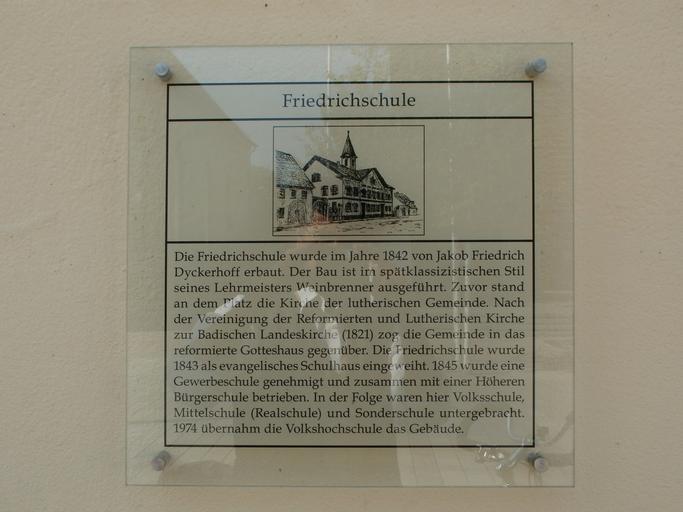 Friedrichschule
Die Friedrichschule wurde im Jahre 1842 von Jakob Friedrich
Dyckerhoff erbaut. Der Bau ist im spätklassizistischen Stil
seines Lehrmeisters Weinbrenner ausgeführt. Zuvor stand
an dem Platz die Kirche der lutherischen Gemeinde. Nach
der Vereinigung der Reformierten und Lutherischen Kirche
zur Badischen Landeskirche (1821) zog die Gemeinde in das
reformierte Gotteshaus gegenüber. Die Friedrichschule wurde
1843 als evangelisches Schulhaus eingeweiht. 1845 wurde eine
Gewerbeschule genehmigt und zusammen mit einer Höheren
Bürgerschule betrieben. In der Folge waren hier Volksschule,
Mittelschule (Realschule) und Sonderschule untergebracht.
1974 übernahm die Volkshochschule das Gebäude.